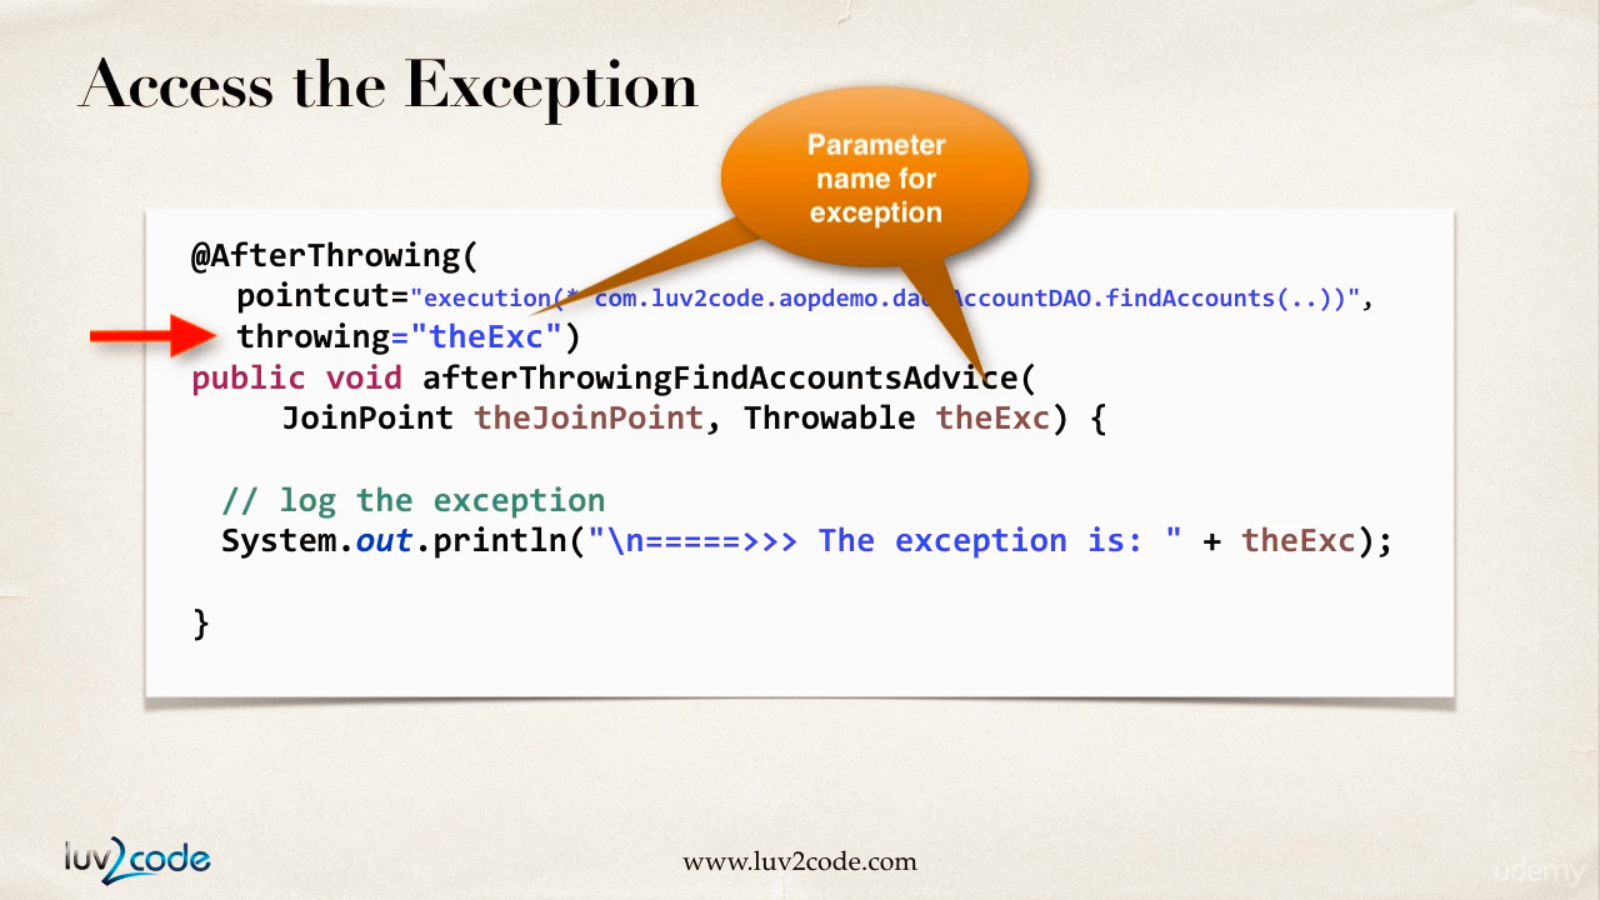 Access the Exception
Parameter
name for
exception
@AfterThrowing(
pointcut="execution(* com.luv2code.aopdemo.dao.AccountDAO.findAccounts(..))",
throwing="theExc")
public void afterThrowingFindAccountsAdvice(
JoinPoint theJoinPoint, Throwable theExc) {
// log the exception
System.out.println("\n=====>>> The exception is: " + theExc);
}
luv2code
www.luv2code.com
udemy